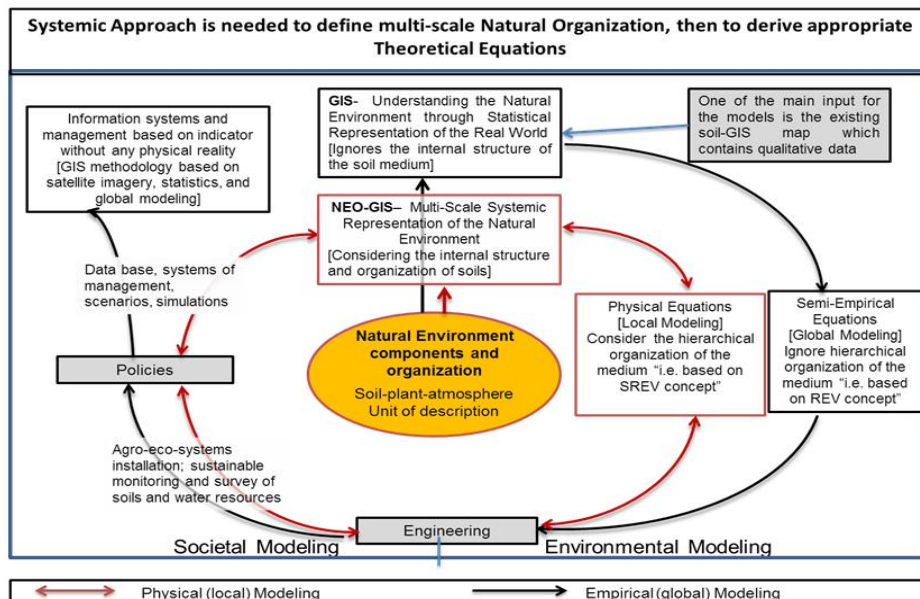 Systemic Approach is needed to define multi-scale Natural Organization, then to derive appropriate
Theoretical Equations
Information systems and
management based on indicator
without any physical reality
[GIS methodology based on
satellite imagery, statistics, and
global modeling]
GIS- Understanding the Natural
Environment through Statistical
Representation of the Real World
[Ignores the internal structure of
the soil medium]
One of the main input for
the models is the existing
soil-GIS map which
contains qualitative data
NEO-GIS– Multi-Scale Systemic
Representation of the Natural
Environment
[Considering the internal structure
and organization of soils]
Data base, systems of
management,
scenarios, simulations
Physical Equations
[Local Modeling]
Consider the hierarchical
organization of the
medium “i.e. based on
SREV concept”
Semi-Empirical
Equations
[Global Modeling]
Ignore hierarchical
organization of the
medium “i.e. based
on REV concept”
Natural Environment
components and
organization
Soil-plant-atmosphere
Unit of description
Policies
Agro-eco-systems
installation; sustainable
monitoring and survey of
soils and water resources
Engineering
Societal Modeling
Environmental Modeling
Physical (local) Modeling
Empirical (global) Modeling